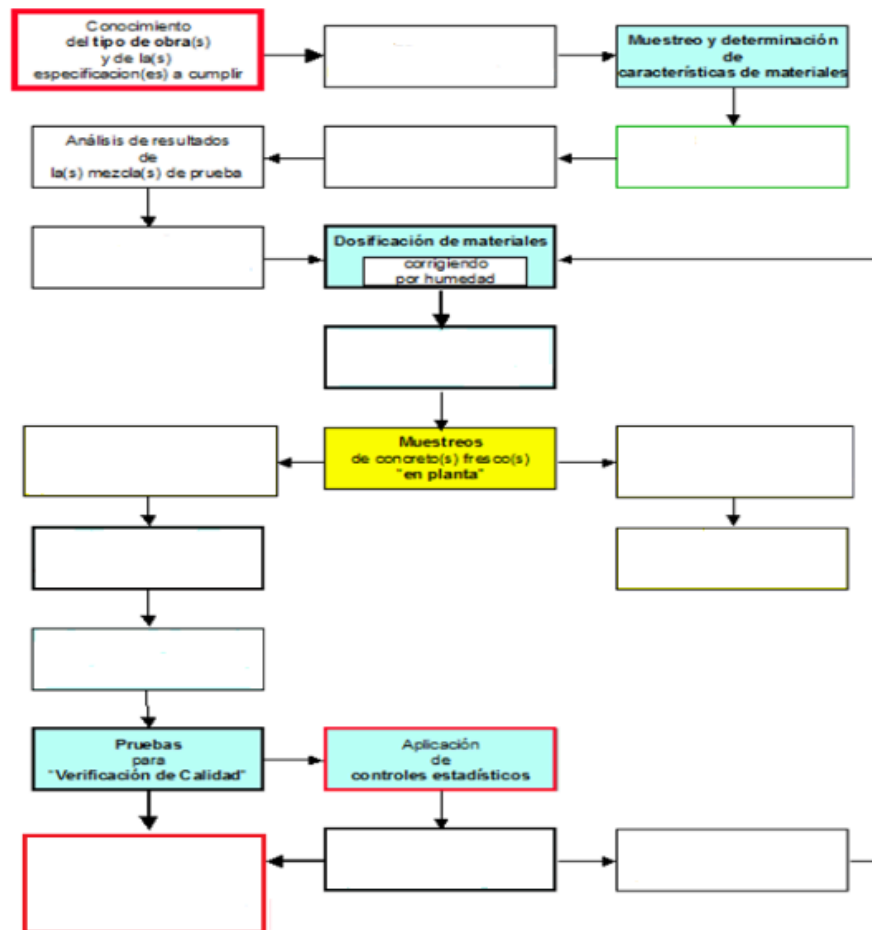 Conocimiento
del tipo de obra(s)
y de la(s)
especificacion(es) a cumplir
Muestreo y determinación
de
características de materiales
Análisis de resultados
de
la(s) mezcla(s) de prueba
Dosificación de materiales
corrigiendo
por humedad
Muestreos
de concreto(s) fresco(s)
"en planta"
Pruebas
para
"Verificación de Calidad"
Aplicación
de
controles estadísticos